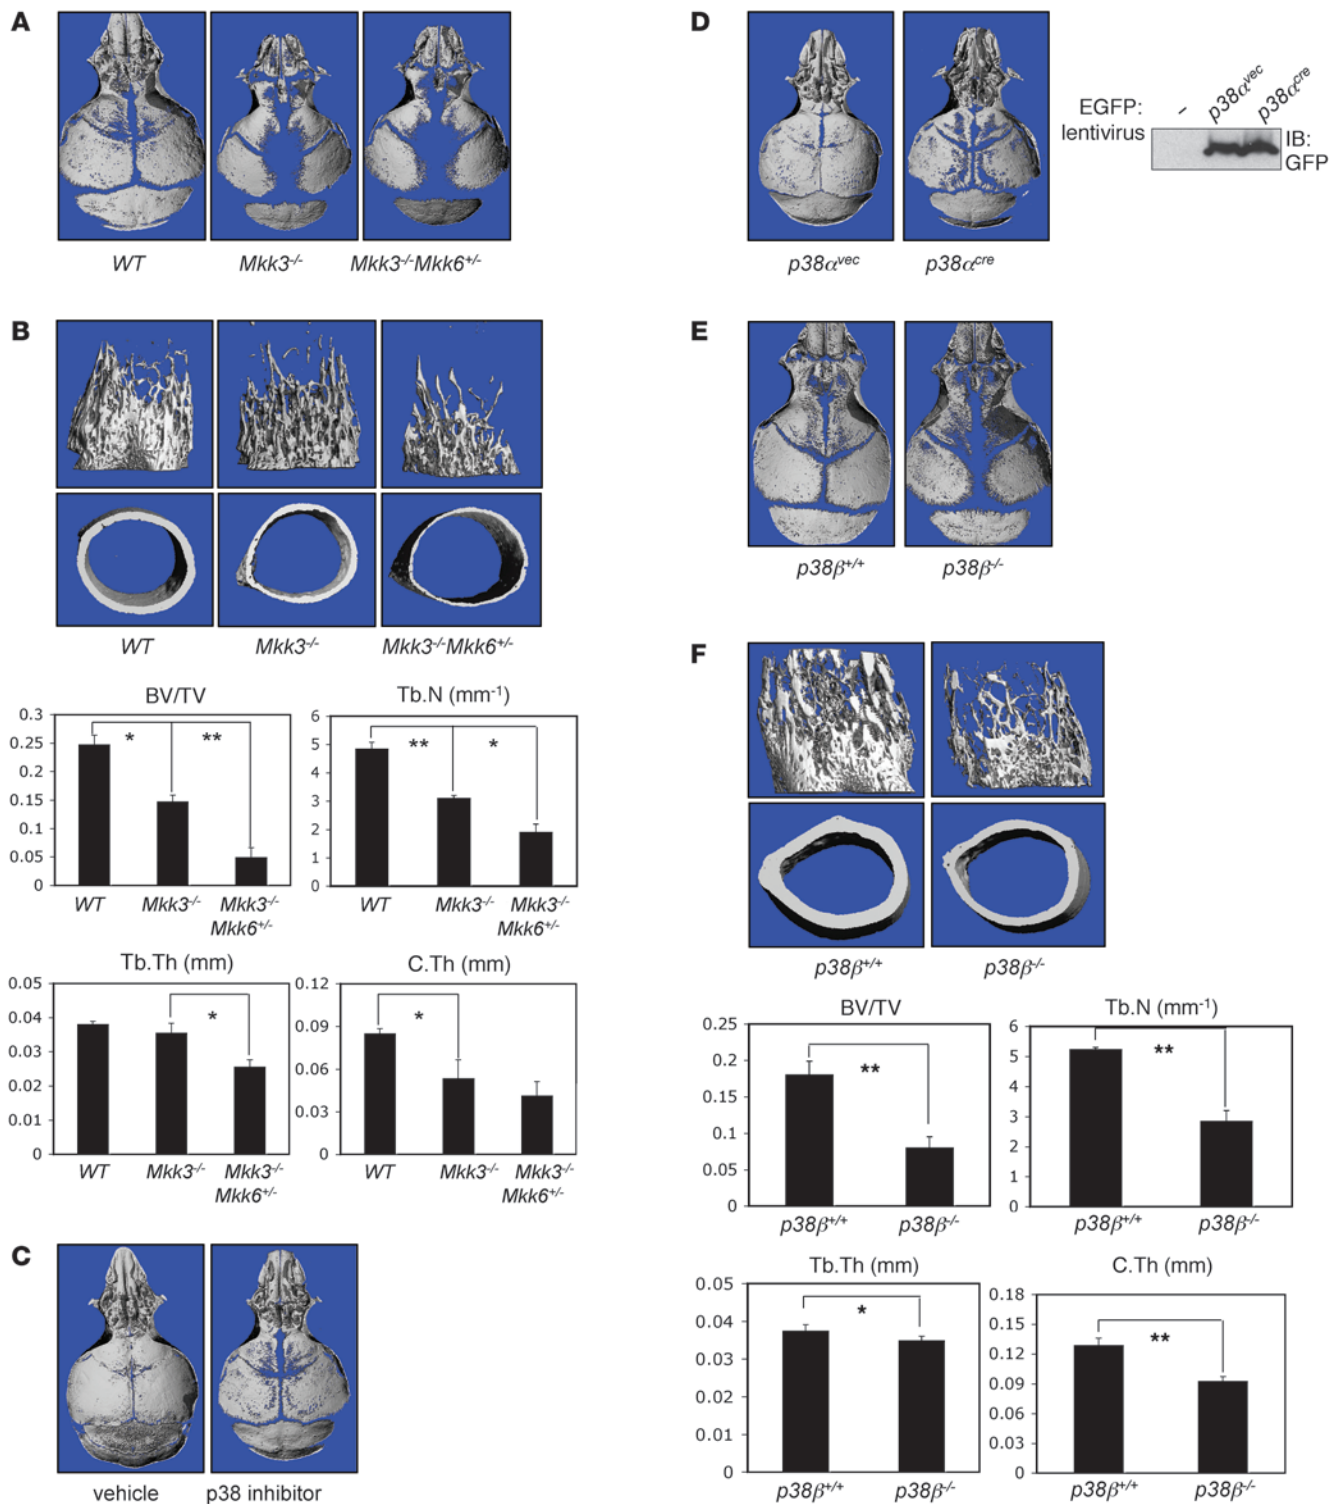 A
WT
Mkk3-/-
Mkk3-/-Mkk6+/-
B
WT
Mkk3-/-
Mkk3-/-Mkk6+/-
BV/TV
0.3
0.25
0.2
0.15
0.1
0.05
0
*
**
WT
Mkk3-/-
Mkk3-/-
Mkk6+/-
Tb.N (mm-1)
6
5
4
3
2
1
0
**
*
WT
Mkk3-/-
Mkk3-/-
Mkk6+/-
Tb.Th (mm)
0.05
0.04
0.03
0.02
0.01
0
*
WT
Mkk3-/-
Mkk3-/-
Mkk6+/-
C.Th (mm)
0.12
0.09
0.06
0.03
0
*
WT
Mkk3-/-
Mkk3-/-
Mkk6+/-
C
vehicle
p38 inhibitor
D
p38αvec
p38αcre
EGFP:
lentivirus
–
p38αvec
p38αcre
IB:
GFP
E
p38β+/+
p38β-/-
F
p38β+/+
p38β-/-
BV/TV
0.25
0.2
0.15
0.1
0.05
0
**
p38β+/+
p38β-/-
Tb.N (mm-1)
6
5
4
3
2
1
0
**
p38β+/+
p38β-/-
Tb.Th (mm)
0.05
0.04
0.03
0.02
0.01
0
*
p38β+/+
p38β-/-
C.Th (mm)
0.18
0.15
0.12
0.09
0.06
0.03
0
**
p38β+/+
p38β-/-